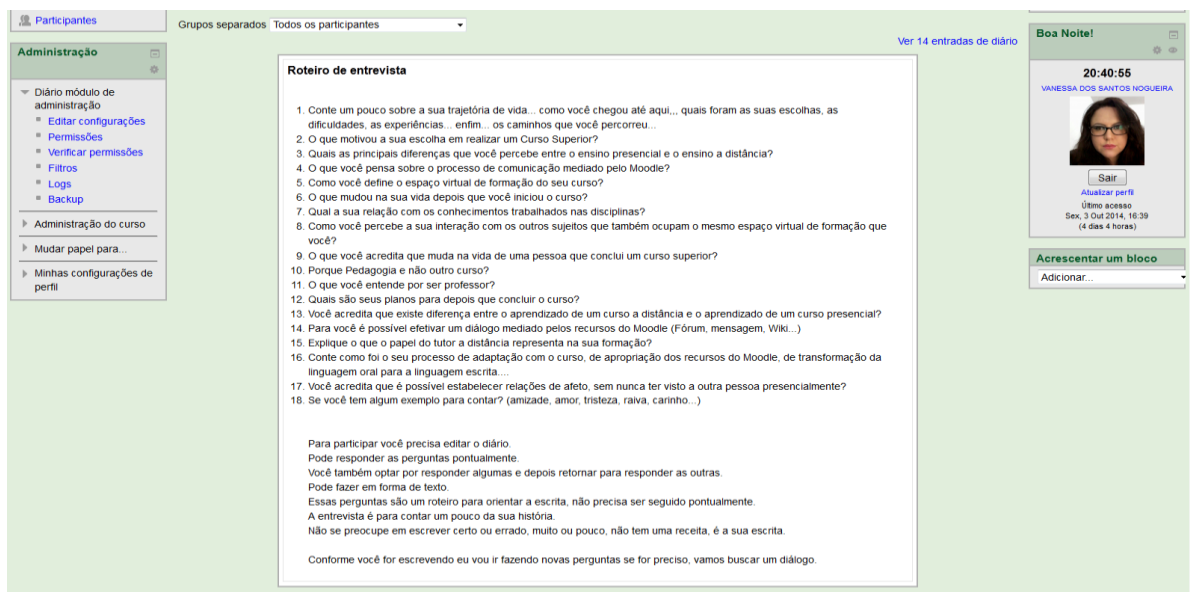 Participantes
Administração
Diário módulo de
administração
Editar configurações
Permissões
Verificar permissões
Filtros
Logs
Backup
Administração do curso
Mudar papel para...
Minhas configurações de
perfil
Grupos separados Todos os participantes
Ver 14 entradas de diário
Roteiro de entrevista
1. Conte um pouco sobre a sua trajetória de vida... como você chegou até aqui,,, quais foram as suas escolhas, as
dificuldades, as experiências... enfim... os caminhos que você percorreu...
2. O que motivou a sua escolha em realizar um Curso Superior?
3. Quais as principais diferenças que você percebe entre o ensino presencial e o ensino a distância?
4. O que você pensa sobre o processo de comunicação mediado pelo Moodle?
5. Como você define o espaço virtual de formação do seu curso?
6. O que mudou na sua vida depois que você iniciou o curso?
7. Qual a sua relação com os conhecimentos trabalhados nas disciplinas?
8. Como você percebe a sua interação com os outros sujeitos que também ocupam o mesmo espaço virtual de formação que
você?
9. O que você acredita que muda na vida de uma pessoa que conclui um curso superior?
10. Porque Pedagogia e não outro curso?
11. O que você entende por ser professor?
12. Quais são seus planos para depois que concluir o curso?
13. Você acredita que existe diferença entre o aprendizado de um curso a distância e o aprendizado de um curso presencial?
14. Para você é possível efetivar um diálogo mediado pelos recursos do Moodle (Fórum, mensagem, Wiki...)
15. Explique o que o papel do tutor a distância representa na sua formação?
16. Conte como foi o seu processo de adaptação com o curso, de apropriação dos recursos do Moodle, de transformação da
linguagem oral para a linguagem escrita....
17. Você acredita que é possível estabelecer relações de afeto, sem nunca ter visto a outra pessoa presencialmente?
18. Se você tem algum exemplo para contar? (amizade, amor, tristeza, raiva, carinho...)
Para participar você precisa editar o diário.
Pode responder as perguntas pontualmente.
Você também optar por responder algumas e depois retornar para responder as outras.
Pode fazer em forma de texto.
Essas perguntas são um roteiro para orientar a escrita, não precisa ser seguido pontualmente.
A entrevista é para contar um pouco da sua história.
Não se preocupe em escrever certo ou errado, muito ou pouco, não tem uma receita, é a sua escrita.
Conforme você for escrevendo eu vou ir fazendo novas perguntas se for preciso, vamos buscar um diálogo.
Boa Noite!
20:40:55
VANESSA DOS SANTOS NOGUEIRA
Sair
Atualizar perfil
Último acesso
Sex, 3 Out 2014, 16:39
(4 dias 4 horas)
Acrescentar um bloco
Adicionar...